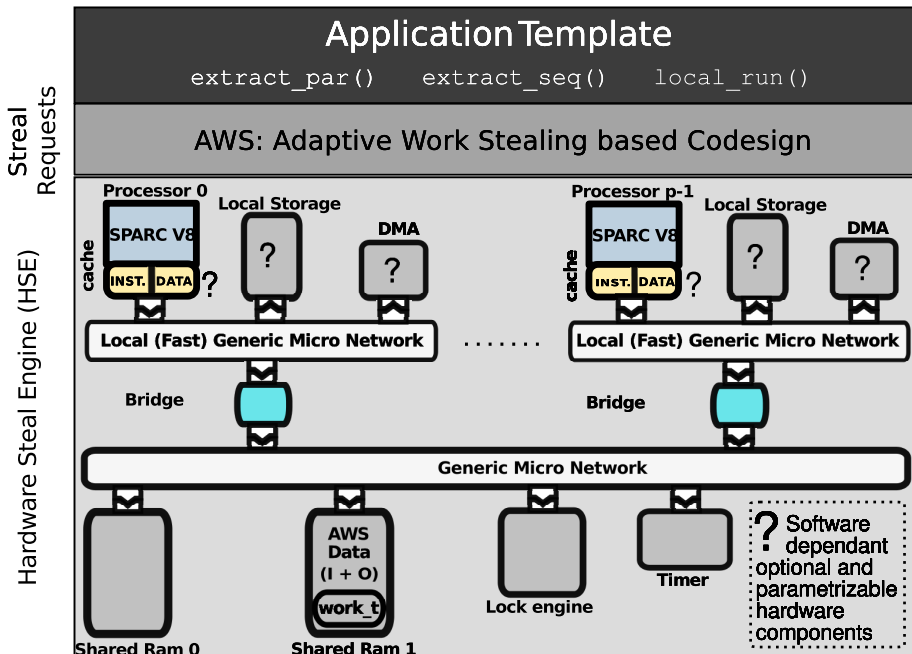 Application Template
extract_par() extract_seq() local_run()
Streal
Requests
AWS: Adaptive Work Stealing based Codesign
Hardware Steal Engine (HSE)
Processor 0
Local Storage
DMA
SPARC V8
cache
INST. DATA
?
?
?
Processor p-1
Local Storage
DMA
SPARC V8
cache
INST. DATA
?
?
?
Local (Fast) Generic Micro Network
.......
Local (Fast) Generic Micro Network
Bridge
Bridge
Generic Micro Network
AWS
Data
(I + O)
work_t
Shared Ram 0
Shared Ram 1
Lock engine
Timer
? Software
dependant
optional and
parametrizable
hardware
components